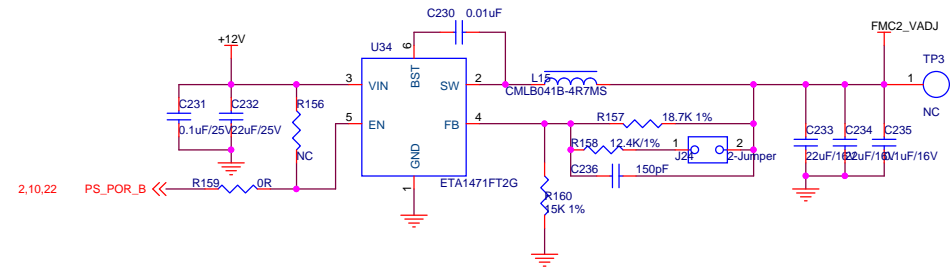 C230 0.01uF
FMC2_VADJ
+12V
U34
6
BST
TP3
3
VIN
SW
2
L15
CMLB041B-4R7MS
1
NC
C231
0.1uF/25V
C232
22uF/25V
R156
NC
5
EN
FB
4
R157 18.7K 1%
R158 12.4K/1%
1
2
J24
2-Jumper
C233
22uF/16V
C234
22uF/16V
C235
0.1uF/16V
GND
1
ETA1471FT2G
C236 150pF
2,10,22 PS_POR_B
R159 0R
R160
15K 1%